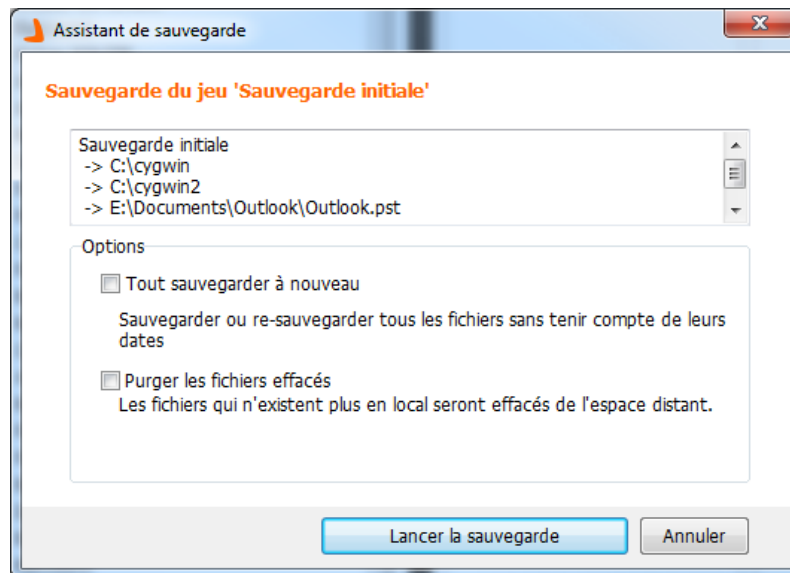 Assistant de sauvegarde
Sauvegarde du jeu 'Sauvegarde initiale'
Sauvegarde initiale
-> C:\cygwin
-> C:\cygwin2
-> E:\Documents\Outlook\Outlook.pst
Options
Tout sauvegarder à nouveau
Sauvegarder ou re-sauvegarder tous les fichiers sans tenir compte de leurs
dates
Purger les fichiers effacés
Les fichiers qui n'existent plus en local seront effacés de l'espace distant.
Lancer la sauvegarde
Annuler